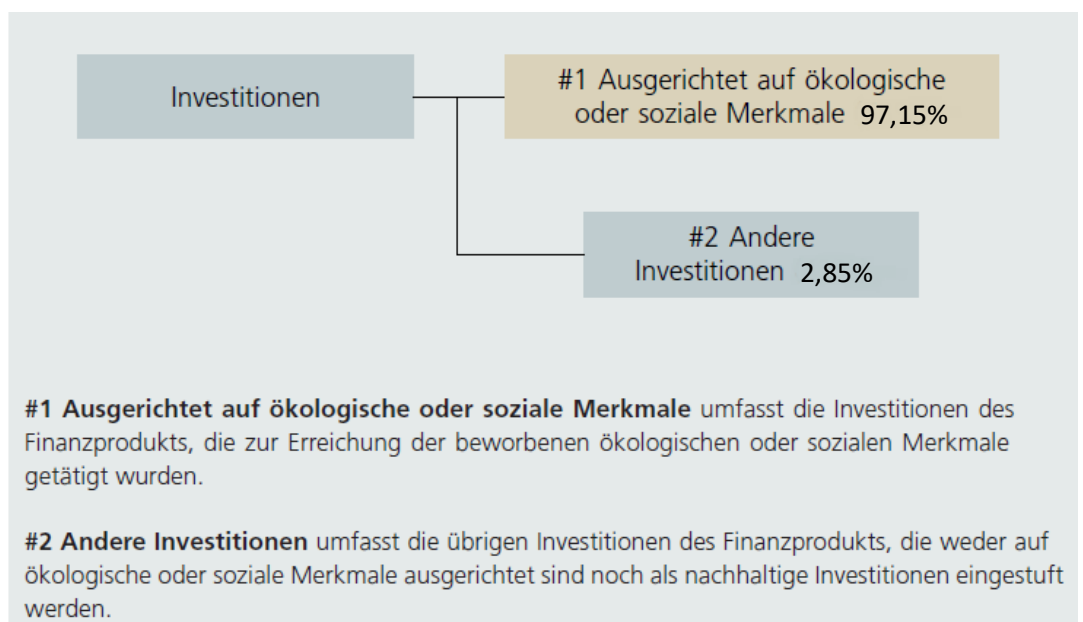 Investitionen
#1 Ausgerichtet auf ökologische
oder soziale Merkmale 97,15%
#2 Andere
Investitionen 2,85%
#1 Ausgerichtet auf ökologische oder soziale Merkmale umfasst die Investitionen des
Finanzprodukts, die zur Erreichung der beworbenen ökologischen oder sozialen Merkmale
getätigt wurden.
#2 Andere Investitionen umfasst die übrigen Investitionen des Finanzprodukts, die weder auf
ökologische oder soziale Merkmale ausgerichtet sind noch als nachhaltige Investitionen eingestuft
werden.